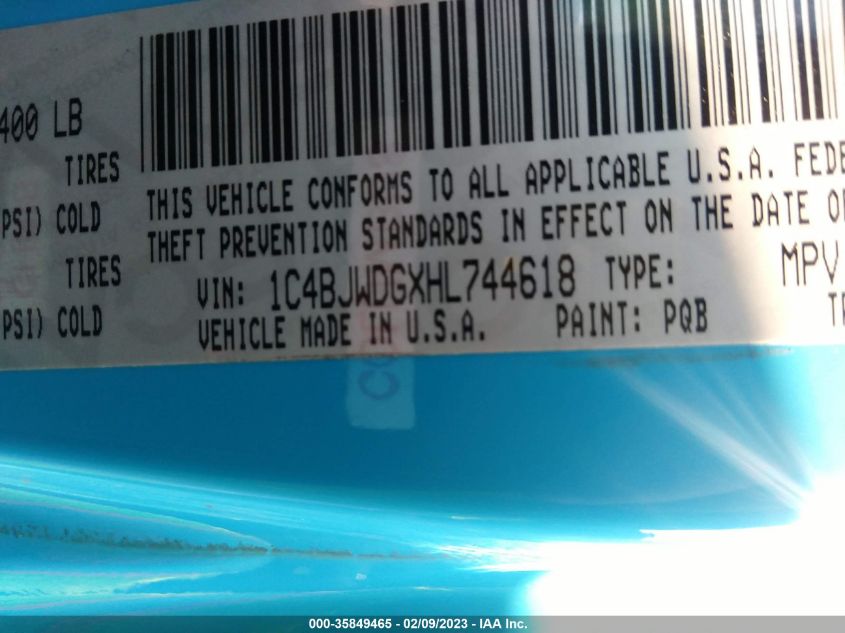 400 LB
TIRES
PSI) COLD
TIRES
PSI) COLD
THIS VEHICLE CONFORMS TO ALL APPLICABLE U.S.A. FEDE
THEFT PREVENTION STANDARDS IN EFFECT ON THE DATE O
VIN: 1C4BJWDGXHL744618 TYPE: MPV
VEHICLE MADE IN U.S.A. PAINT: PQB
000-35849465 - 02/09/2023 - IAA Inc.